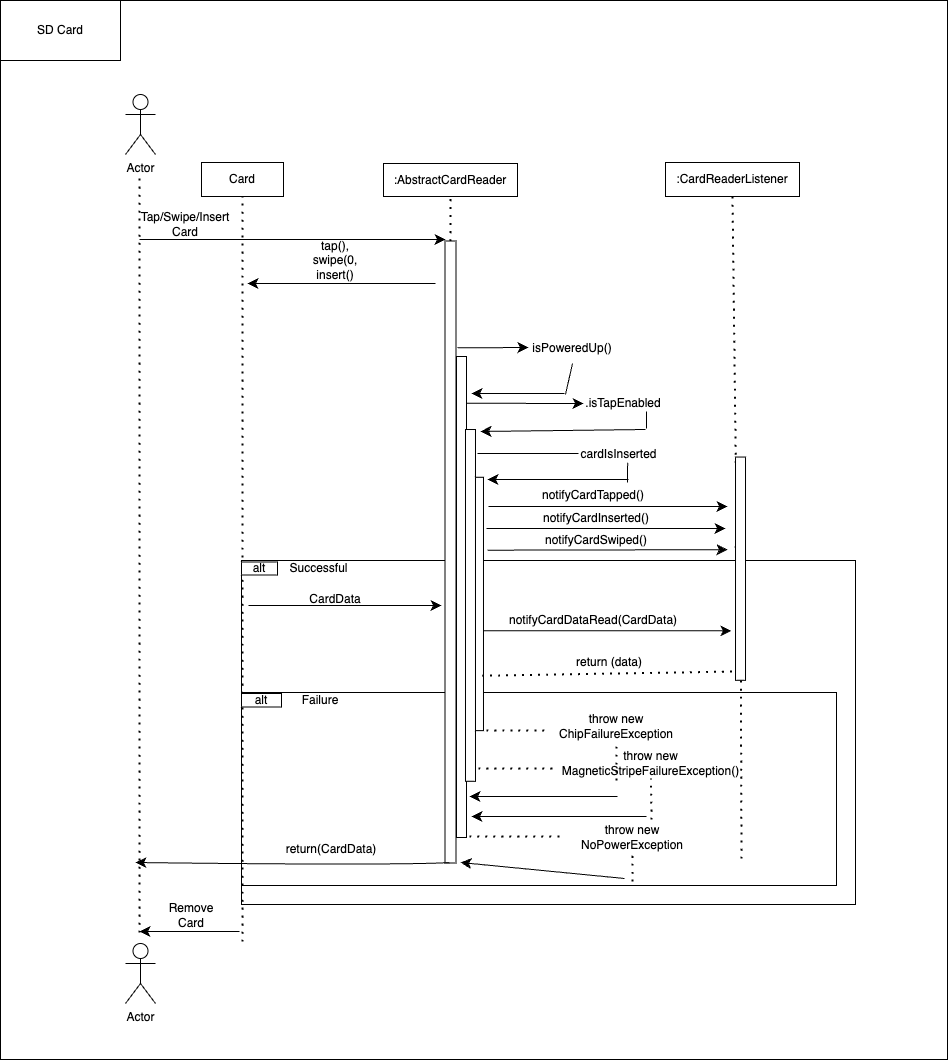 SD Card
Actor
Card
:AbstractCardReader
:CardReaderListener
Tap/Swipe/Insert
Card
tap(),
swipe(0,
insert()
isPoweredUp()
.isTapEnabled
cardIsInserted
notifyCardTapped()
notifyCardInserted()
notifyCardSwiped()
alt
Successful
CardData
notifyCardDataRead(CardData)
return (data)
alt
Failure
throw new
ChipFailureException
throw new
MagneticStripeFailureException()
throw new
NoPowerException
return(CardData)
Remove
Card
Actor